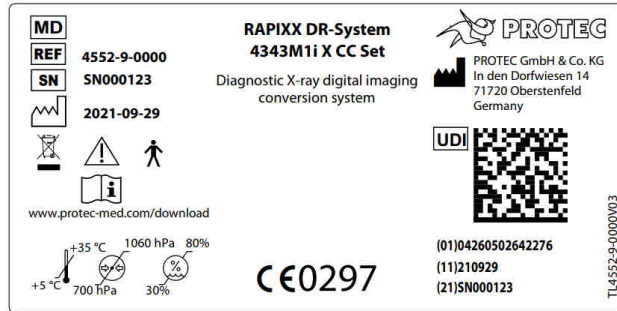 MD
REF 4552-9-0000
SN SN000123
2021-09-29
www.protec-med.com/download
+35 °C
+5 °C
1060 hPa
700 hPa
80%
%
30%
RAPIXX DR-System
4343M1i X CC Set
Diagnostic X-ray digital imaging
conversion system
CE0297
PROTEC
PROTEC GmbH & Co. KG
In den Dorfwiesen 14
71720 Oberstenfeld
Germany
UDI
(01)04260502642276
(11)210929
(21)SN000123
TL4552-9-0000V03